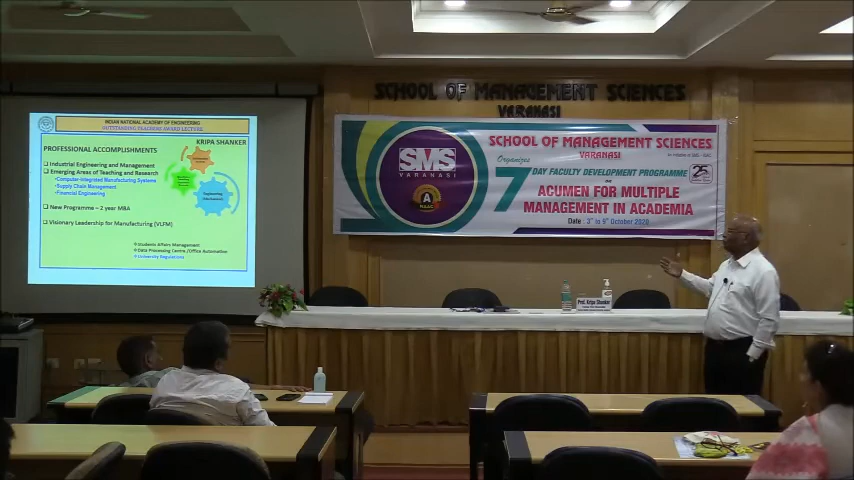 SCHOOL OF MANAGEMENT SCIENCES
VARANASI
INDIAN NATIONAL ACADEMY OF ENGINEERING
OUTSTANDING TEACHERS AWARD LECTURE
PROFESSIONAL ACCOMPLISHMENTS
KRIPA SHANKER
Industrial Engineering and Management
Emerging Areas of Teaching and Research
•Computer-Integrated Manufacturing Systems
•Supply Chain Management
•Financial Engineering
New Programme – 2 year MBA
Visionary Leadership for Manufacturing (VLFM)
Students Affairs Management
Data Processing Centre /Office Automation
University Regulations
SMS
VARANASI
A
NAAC
SCHOOL OF MANAGEMENT SCIENCES
VARANASI
Organizes
25
7 DAY FACULTY DEVELOPMENT PROGRAMME
on
ACUMEN FOR MULTIPLE
MANAGEMENT IN ACADEMIA
Date : 3rd to 9th October 2020
Prof. Kripa Shanker